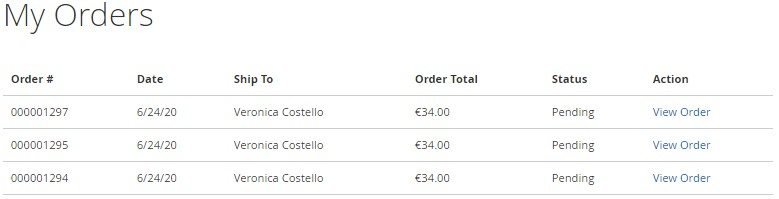 My Orders
Order # Date Ship To Order Total Status Action
000001297 6/24/20 Veronica Costello €34.00 Pending View Order
000001295 6/24/20 Veronica Costello €34.00 Pending View Order
000001294 6/24/20 Veronica Costello €34.00 Pending View Order